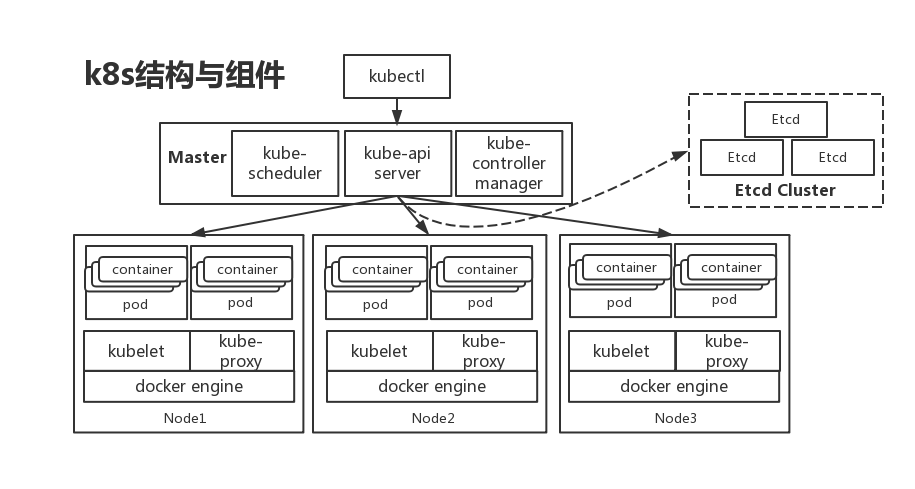 k8s结构与组件
kubectl
Master
kube-
scheduler
kube-api
server
kube-
controller
manager
Etcd
Etcd
Etcd
Etcd Cluster
container
pod
container
pod
kubelet
kube-
proxy
docker engine
Node1
container
pod
container
pod
kubelet
kube-
proxy
docker engine
Node2
container
pod
container
pod
kubelet
kube-
proxy
docker engine
Node3